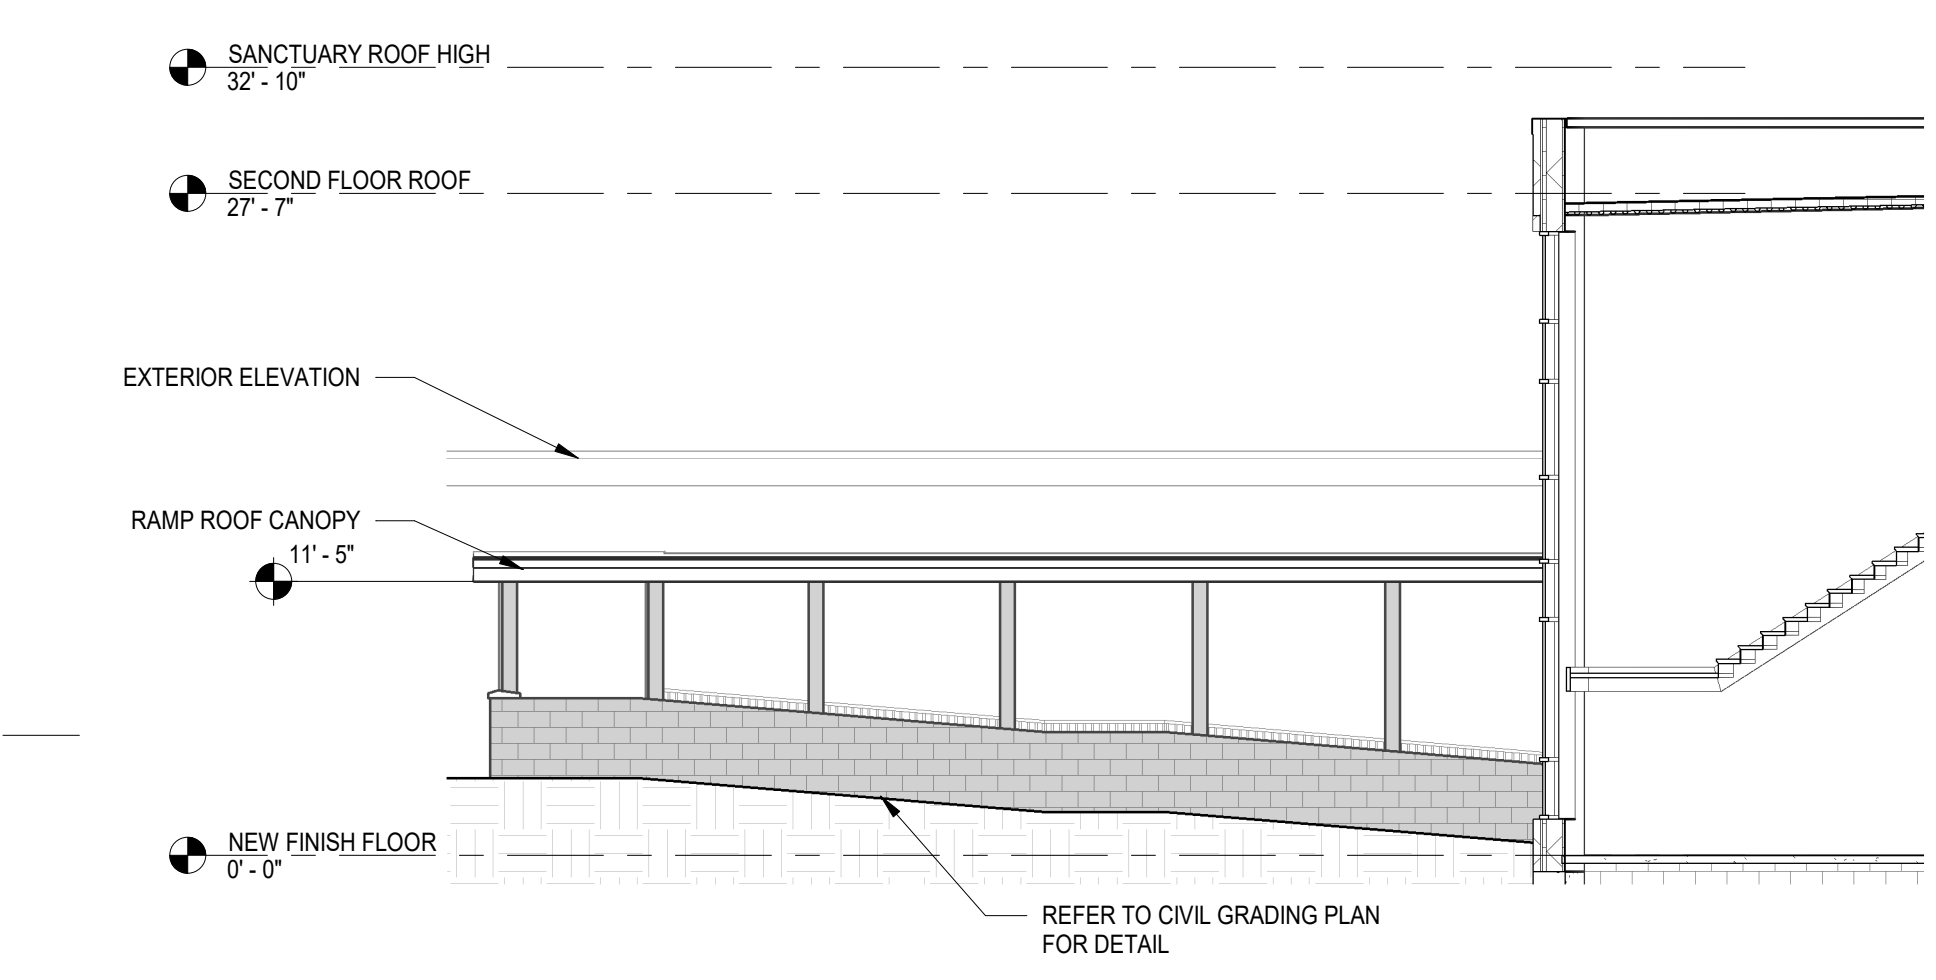 SANCTUARY ROOF HIGH
32' - 10"
SECOND FLOOR ROOF
27' - 7"
EXTERIOR ELEVATION
RAMP ROOF CANOPY
11' - 5"
NEW FINISH FLOOR
0' - 0"
REFER TO CIVIL GRADING PLAN
FOR DETAIL